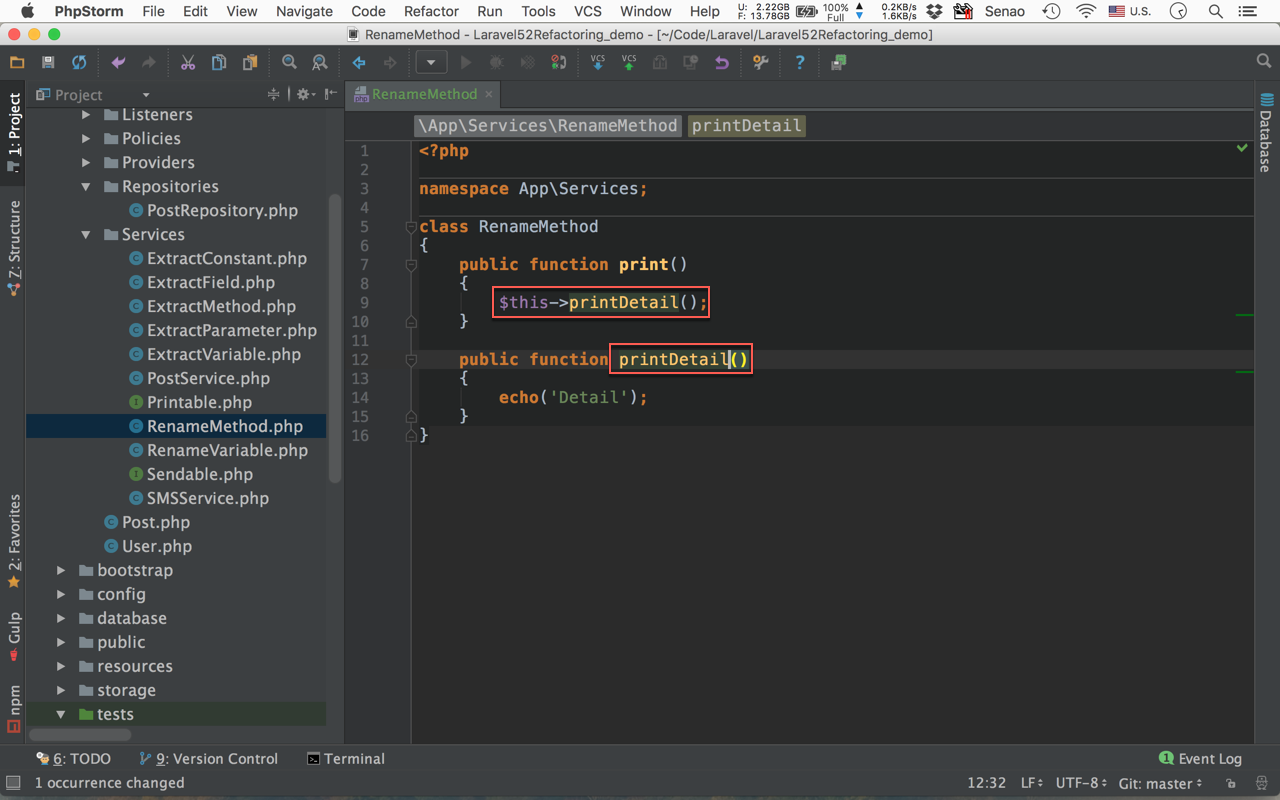 PhpStorm File Edit View Navigate Code Refactor Run Tools VCS Window Help U: 2.22GB F: 13.78GB 100% Full 0.2KB/s 1.6KB/s Senao U.S.
RenameMethod - Laravel52Refactoring_demo - [~/Code/Laravel/Laravel52Refactoring_demo]
VCS VCS ?
1: Project
7: Structure
2: Favorites
Gulp
npm
Project
Listeners
Policies
Providers
Repositories
PostRepository.php
Services
ExtractConstant.php
ExtractField.php
ExtractMethod.php
ExtractParameter.php
ExtractVariable.php
PostService.php
Printable.php
RenameMethod.php
RenameVariable.php
Sendable.php
SMSService.php
Post.php
User.php
bootstrap
config
database
public
resources
storage
tests
RenameMethod ×
\App\Services\RenameMethod printDetail
1 <?php
2
3 namespace App\Services;
4
5 class RenameMethod
6 {
7 public function print()
8 {
9 $this->printDetail();
10 }
11
12 public function printDetail()
13 {
14 echo('Detail');
15 }
16 }
Database
6: TODO 9: Version Control Terminal 1 Event Log
1 occurrence changed 12:32 LF UTF-8 Git: master